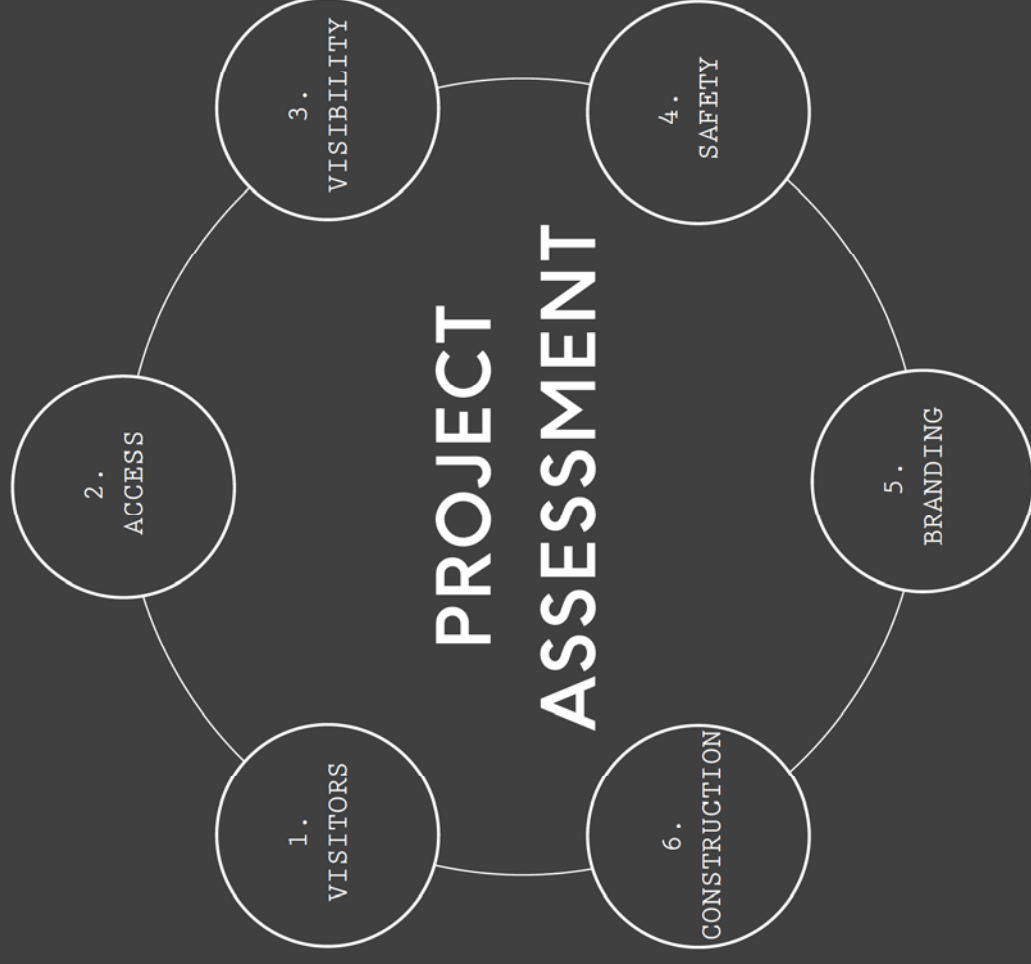 PROJECT
ASSESSMENT
1.
VISITORS
2.
ACCESS
3.
VISIBILITY
4.
SAFETY
5.
BRANDING
6.
CONSTRUCTION